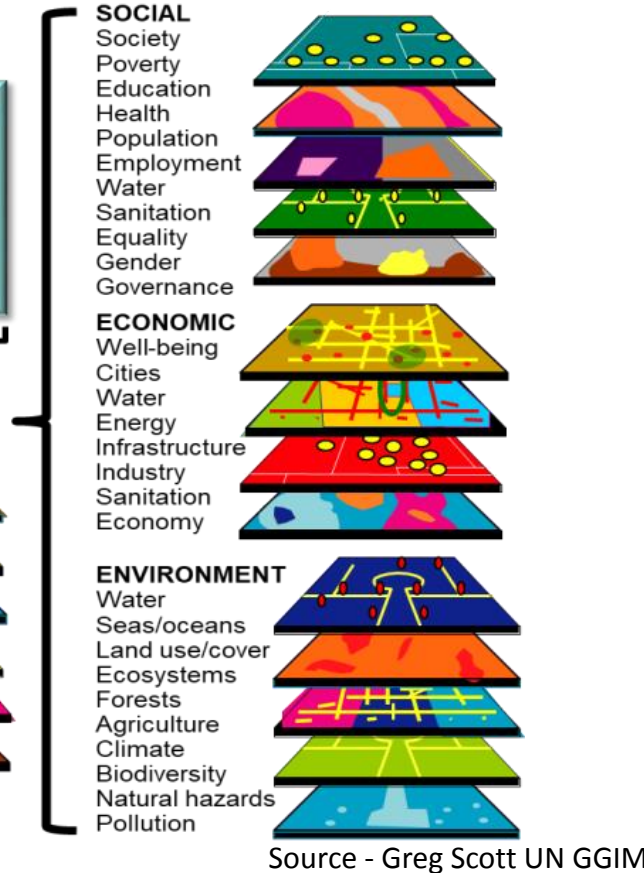 SOCIAL
Society
Poverty
Education
Health
Population
Employment
Water
Sanitation
Equality
Gender
Governance
ECONOMIC
Well-being
Cities
Water
Energy
Infrastructure
Industry
Sanitation
Economy
ENVIRONMENT
Water
Seas/oceans
Land use/cover
Ecosystems
Forests
Agriculture
Climate
Biodiversity
Natural hazards
Pollution
Source - Greg Scott UN GGIM